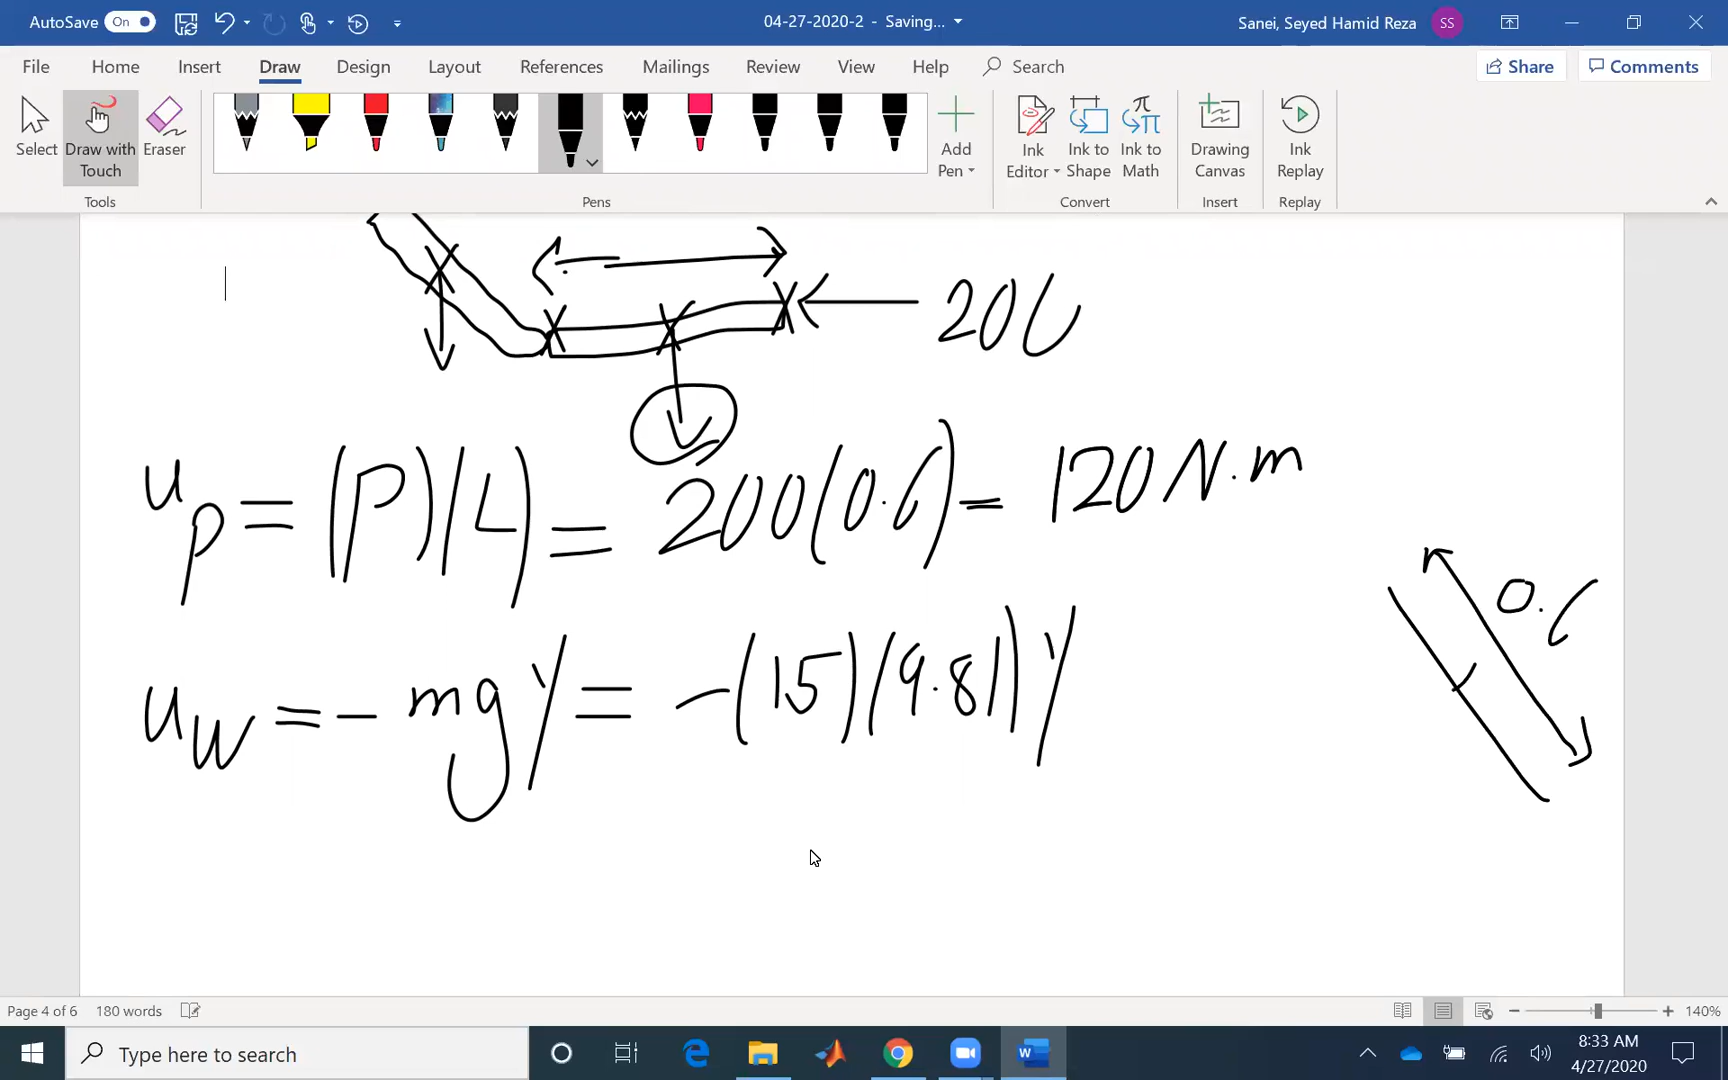 AutoSave On 04-27-2020-2 - Saving... Sanei, Seyed Hamid Reza SS
File Home Insert Draw Design Layout References Mailings Review View Help Search Share Comments
Select Draw with Touch Eraser Add Pen Ink Editor Ink to Shape Ink to Math Drawing Canvas Ink Replay
Tools Pens Convert Insert Replay
200
u_P = (P)(L) = 200(0.6) = 120 N.m
0.6
u_W = - mgy = -(15)(9.81)y
Page 4 of 6 180 words 140%
Type here to search
8:33 AM
4/27/2020